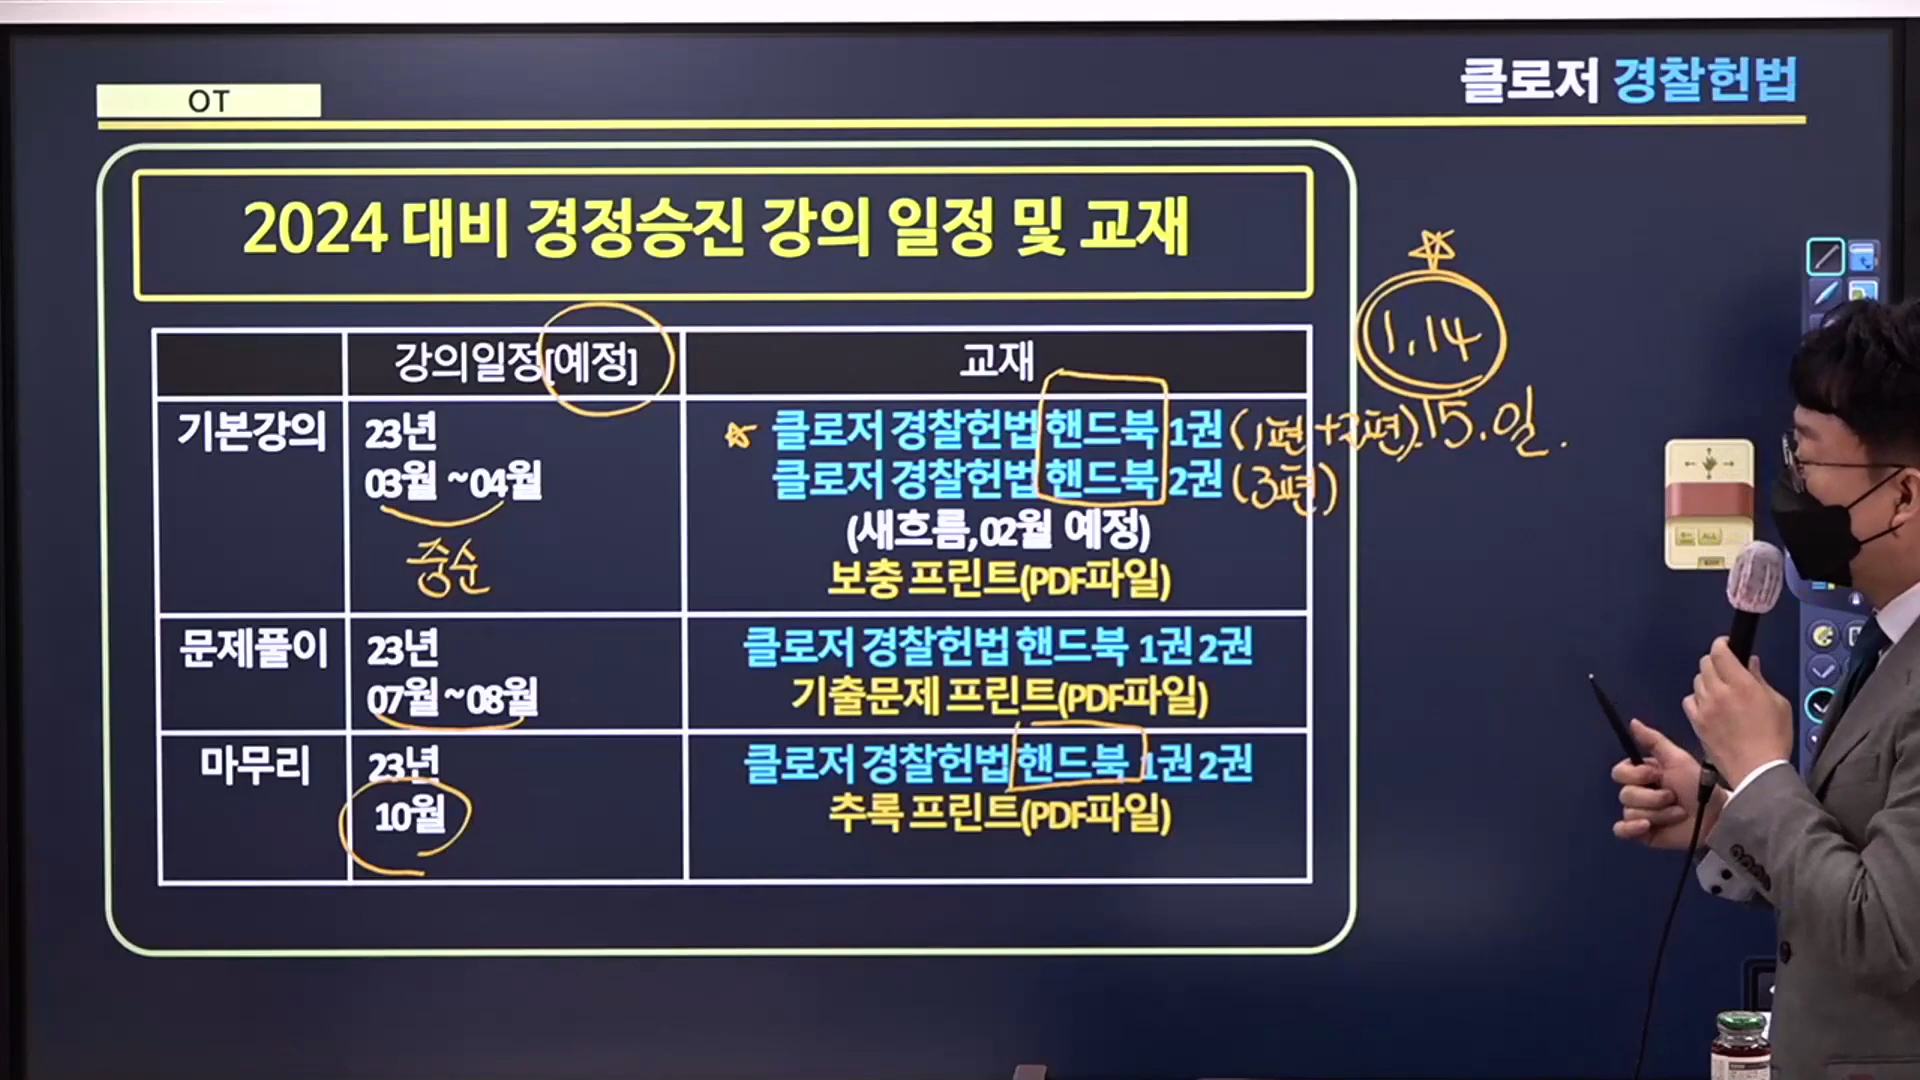 OT
클로저 경찰헌법
2024 대비 경정승진 강의 일정 및 교재
1.14
강의일정[예정]
교재
기본강의
23년
03월 ~04월
중순
클로저 경찰헌법 핸드북 1권 (1편+2편)
15.일.
클로저 경찰헌법 핸드북 2권 (3편)
(새흐름,02월 예정)
보충 프린트(PDF파일)
문제풀이
23년
07월 ~08월
클로저 경찰헌법 핸드북 1권 2권
기출문제 프린트(PDF파일)
마무리
23년
10월
클로저 경찰헌법 핸드북 1권 2권
추록 프린트(PDF파일)